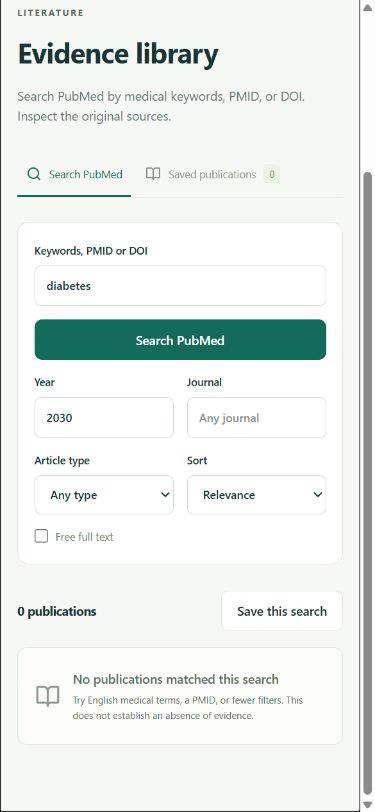 LITERATURE
Evidence library
Search PubMed by medical keywords, PMID, or DOI.
Inspect the original sources.
Search PubMed
Saved publications 0
Keywords, PMID or DOI
diabetes
Search PubMed
Year
Journal
2030
Any journal
Article type
Sort
Any type
Relevance
Free full text
0 publications
Save this search
No publications matched this search
Try English medical terms, a PMID, or fewer filters. This
does not establish an absence of evidence.